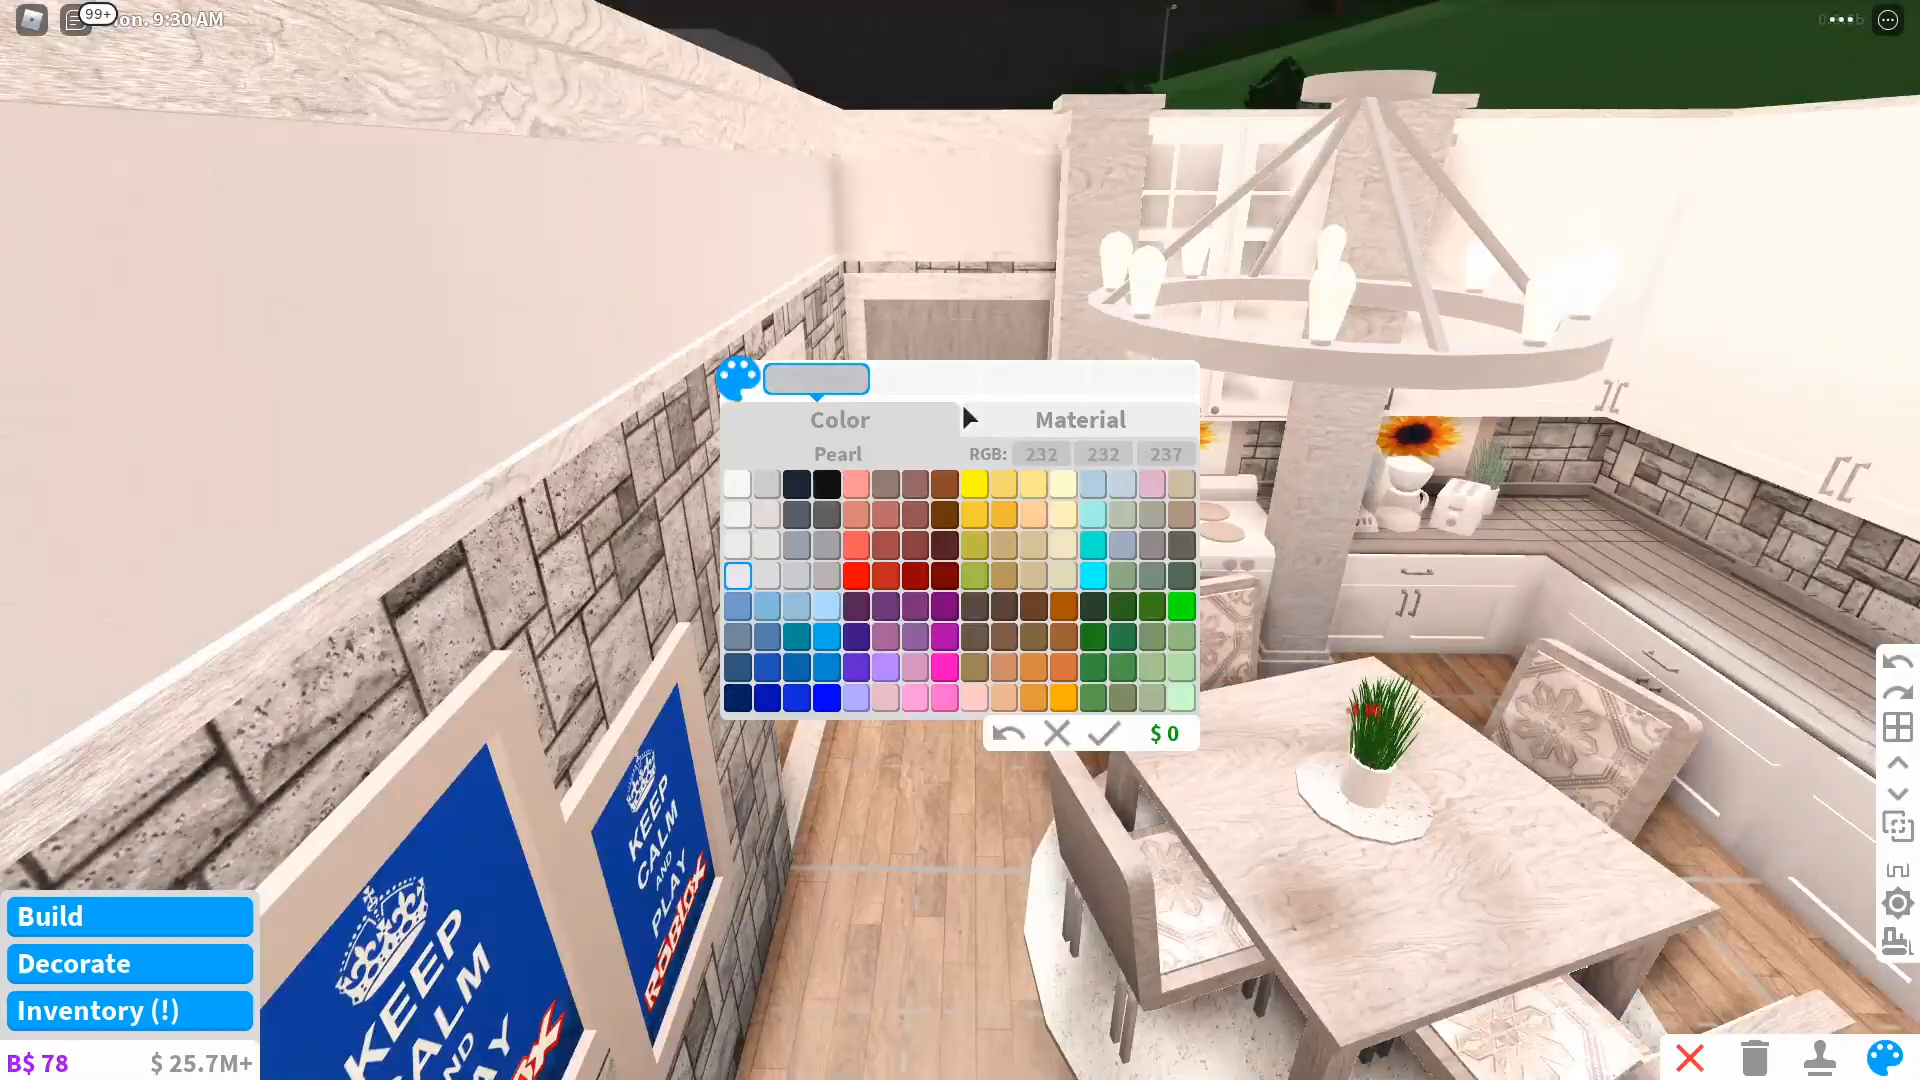 99+
on. 9:30 AM
Color
Material
Pearl
RGB: 232 232 237
$ 0
Build
Decorate
Inventory (!)
B$ 78
$ 25.7M+
KEEP
CALM
AND
PLAY
ROBLOX
KEEP
CALM
AND